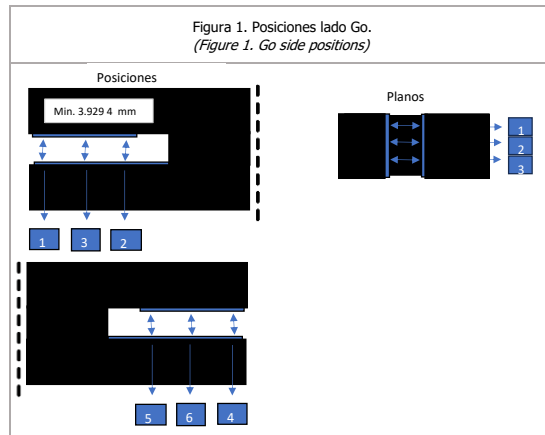 Figura 1. Posiciones lado Go.
(Figure 1. Go side positions)
Posiciones
Min. 3.929 4 mm
1 3 2
Planos
1
2
3
5 6 4